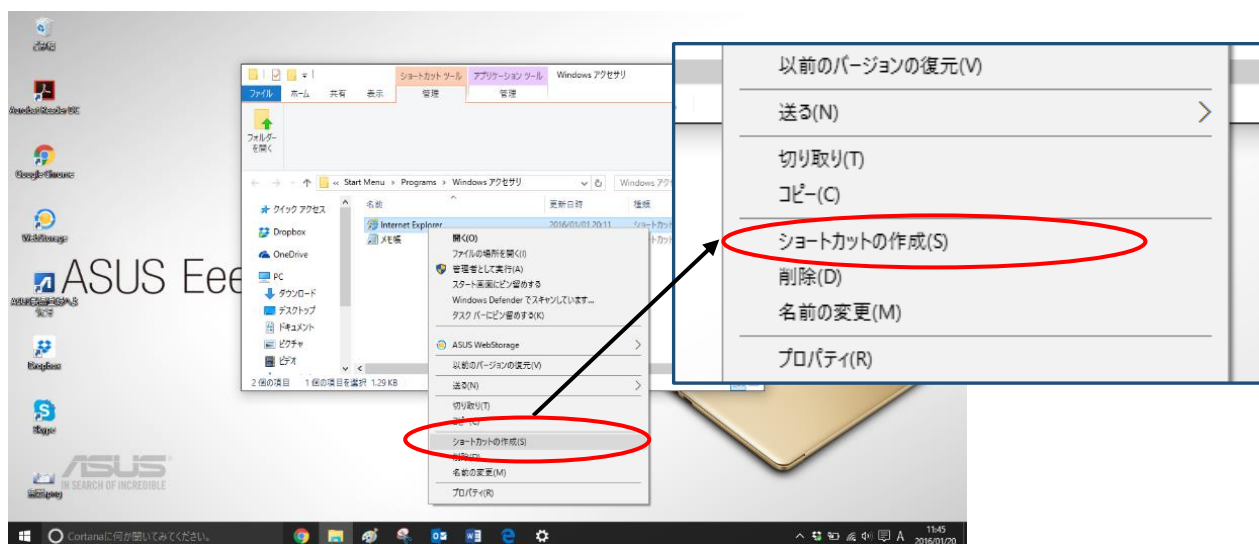 ショートカット ツール
アプリケーション ツール
Windows アクセサリ
ファイル
ホーム
共有
表示
管理
管理
フォルダー
を開く
« Start Menu › Programs › Windows アクセサリ
Windows
名前
更新日時
種類
クイック アクセス
Dropbox
OneDrive
PC
ダウンロード
デスクトップ
ドキュメント
ピクチャ
ビデオ
Internet Explorer
2016/01/01 20:11
メモ帳
2 個の項目
1 個の項目を選択 1.29 KB
開く(O)
ファイルの場所を開く(I)
管理者として実行(A)
スタート画面にピン留めする
Windows Defender でスキャンしています...
タスク バーにピン留めする(K)
ASUS WebStorage
以前のバージョンの復元(V)
送る(N)
切り取り(T)
ショートカットの作成(S)
名前の変更(M)
プロパティ(R)
以前のバージョンの復元(V)
送る(N)
切り取り(T)
コピー(C)
ショートカットの作成(S)
削除(D)
名前の変更(M)
プロパティ(R)
Google Chrome
WebStorage
Skype
ASUS Eee
ASUS
IN SEARCH OF INCREDIBLE
Cortanaに何か聞いてみてください。
A
11:45
2016/01/20